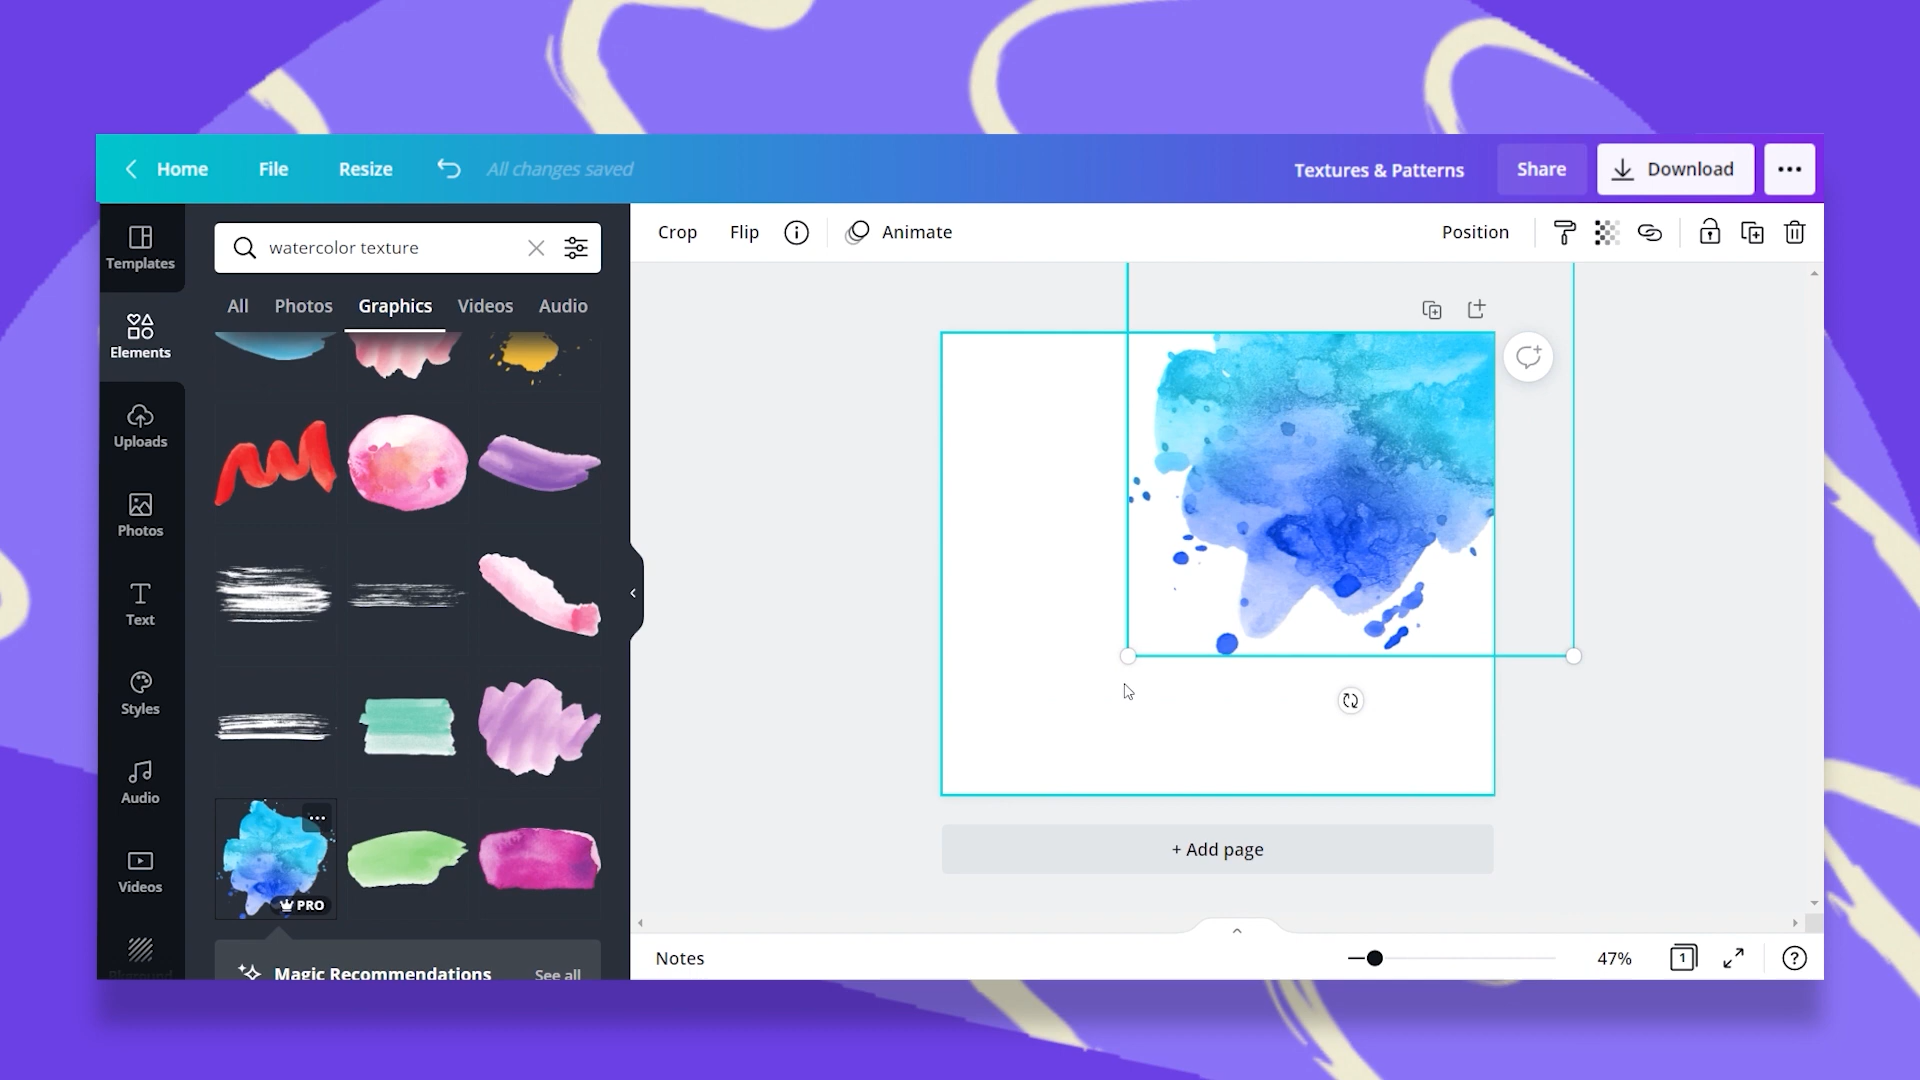 Home File Resize All changes saved Textures & Patterns Share Download
Templates
Elements
Uploads
Photos
Text
Styles
Audio
Videos
watercolor texture
All Photos Graphics Videos Audio
PRO
Magic Recommendations See all
Crop Flip Animate Position
+ Add page
Notes 47% 1 ?